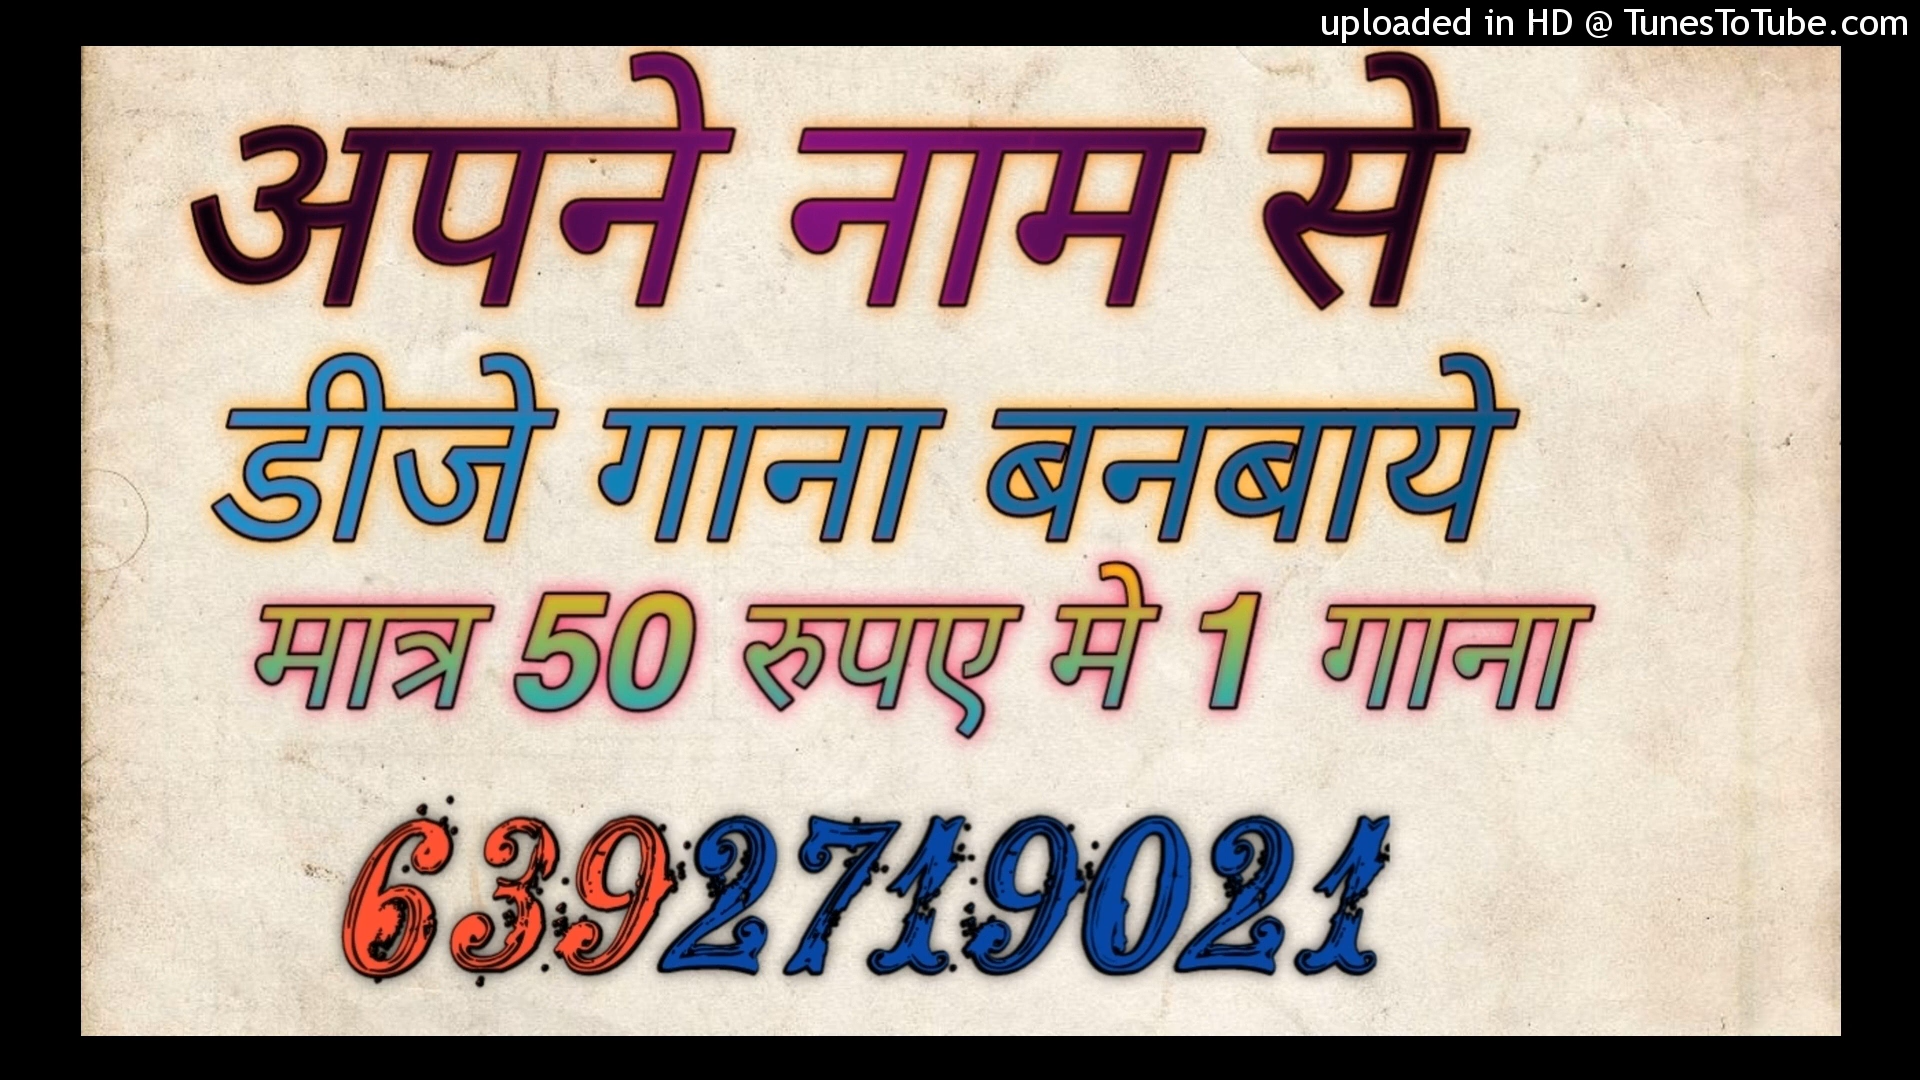 uploaded in HD @ TunesToTube.com
अपने नाम से
डीजे गाना बनबाये
मात्र 50 रुपए मे 1 गाना
6392719021